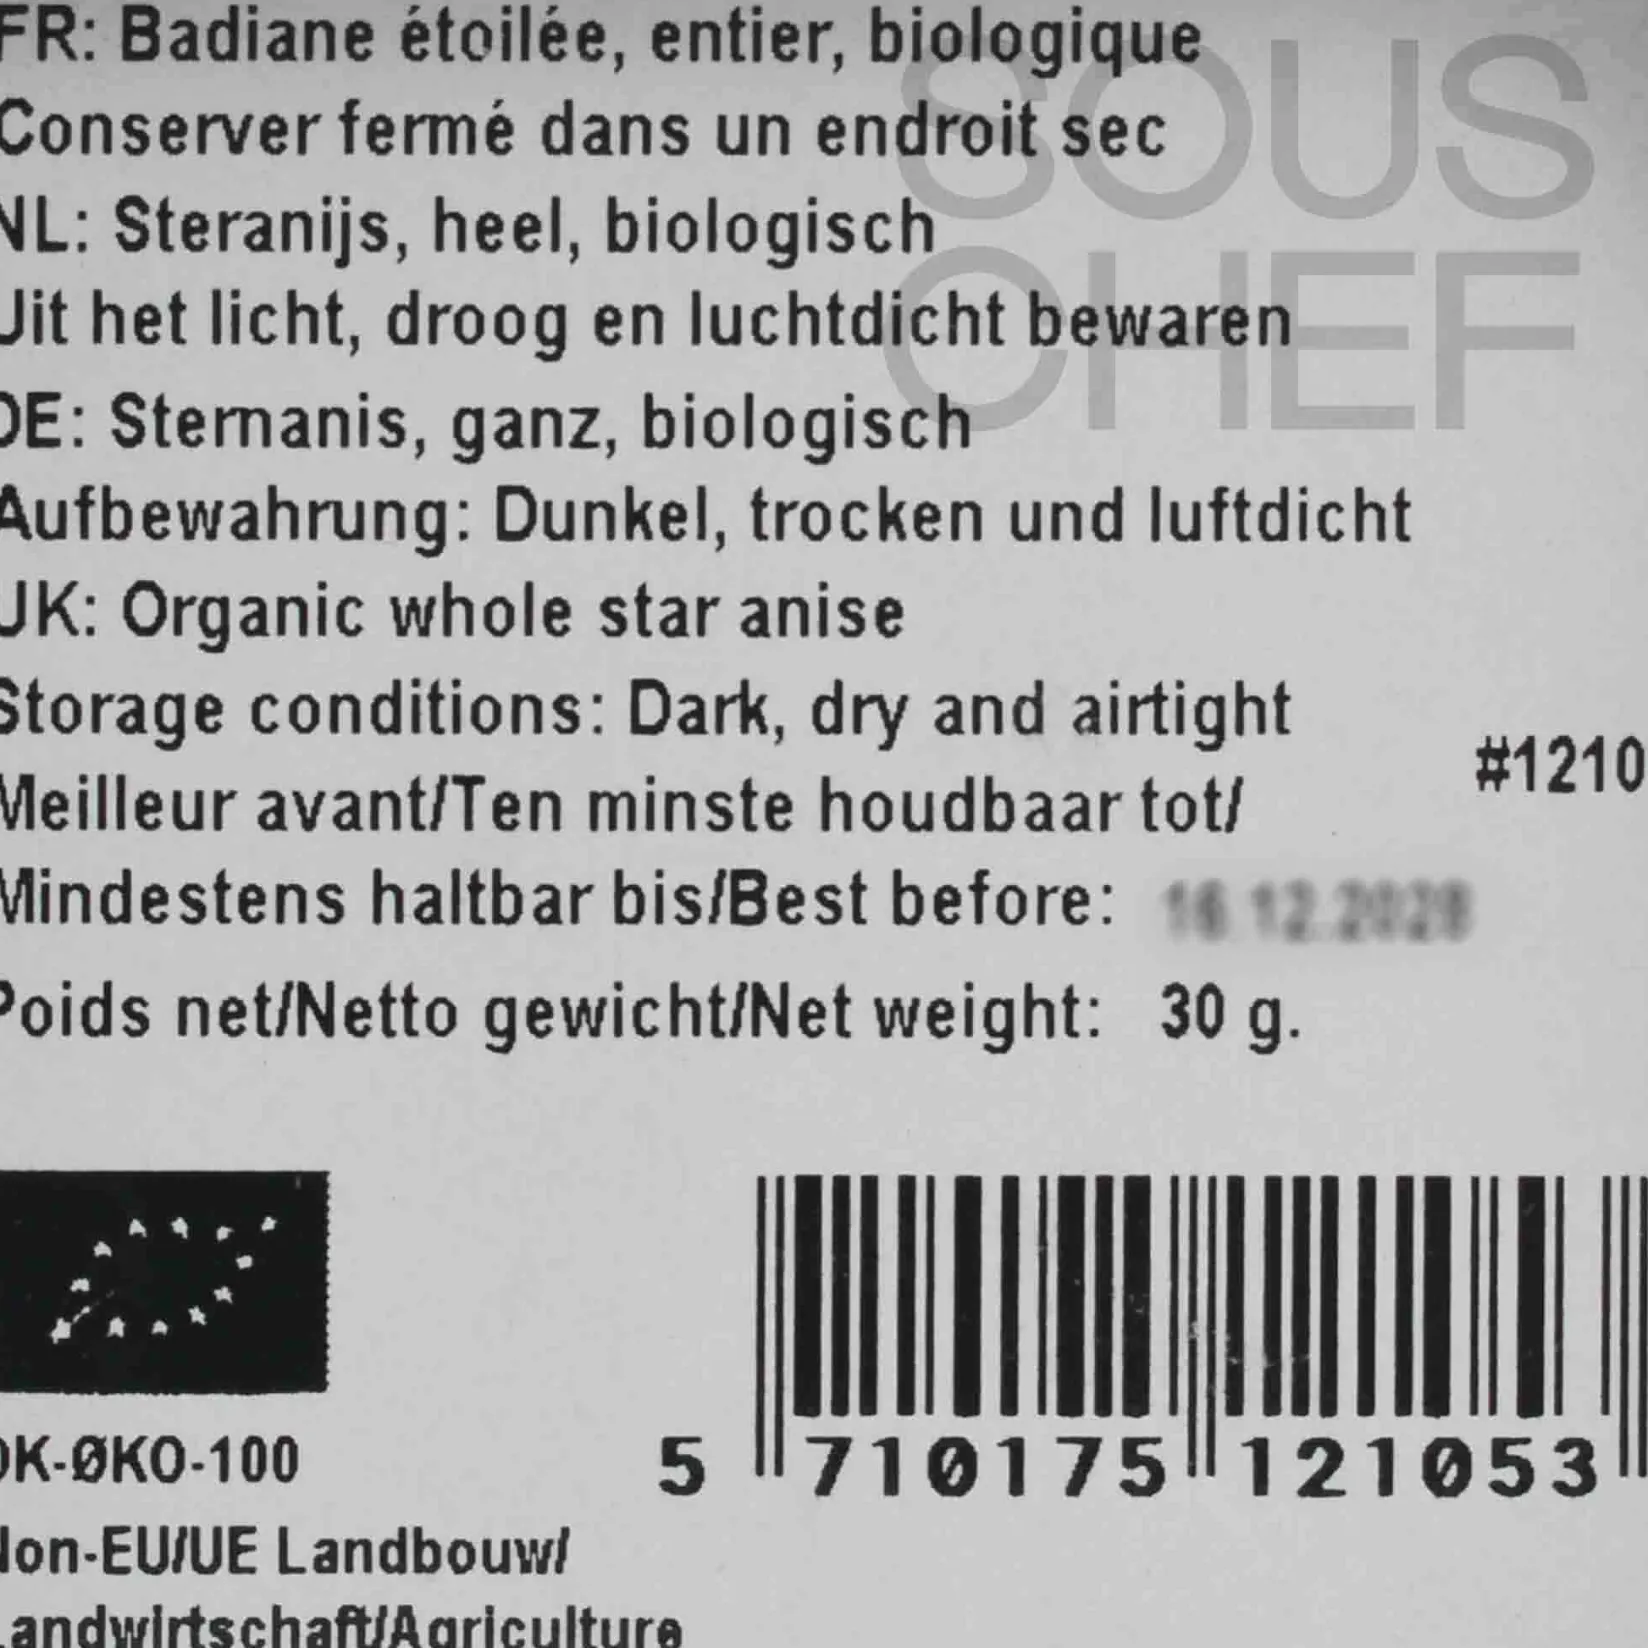 FR: Badiane étoilée, entier, biologique
Conserver fermé dans un endroit sec
NL: Steranijs, heel, biologisch
Uit het licht, droog en luchtdicht bewaren
DE: Sternanis, ganz, biologisch
Aufbewahrung: Dunkel, trocken und luftdicht
UK: Organic whole star anise
Storage conditions: Dark, dry and airtight
#1210
Meilleur avant/Ten minste houdbaar tot/
Mindestens haltbar bis/Best before:
Poids net/Netto gewicht/Net weight: 30 g.
DK-ØKO-100
5 710175 121053
Non-EU/UE Landbouw/
Landwirtschaft/Agriculture
SOUS
CHEF